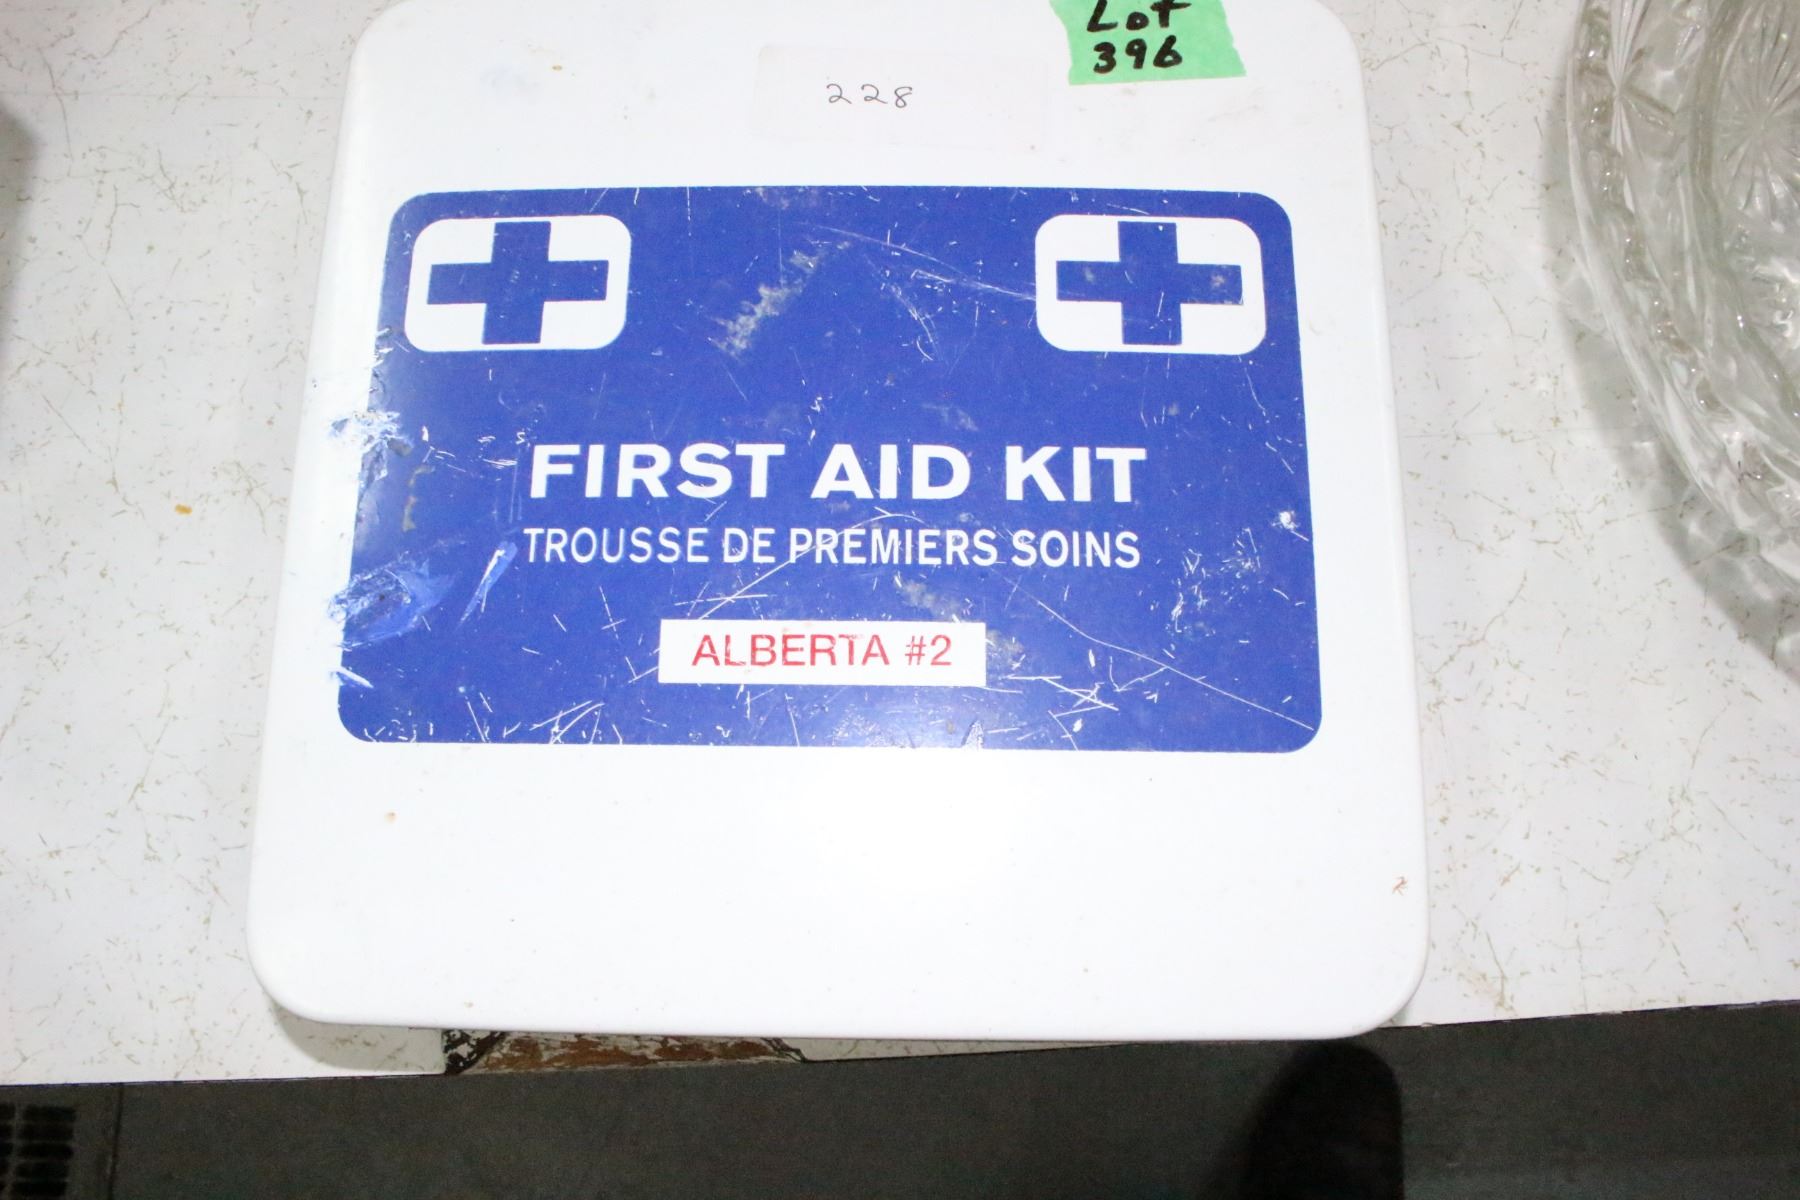 Lot
396
228
FIRST AID KIT
TROUSSE DE PREMIERS SOINS
ALBERTA #2